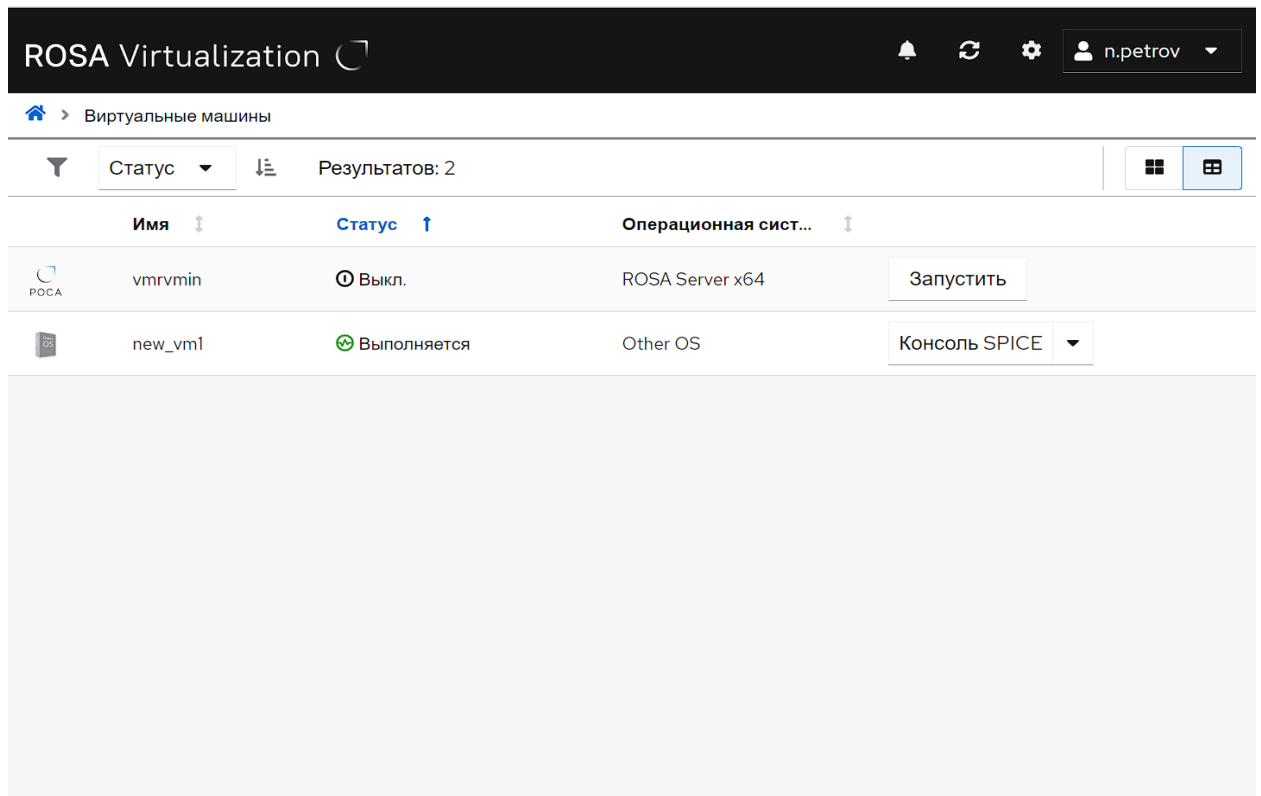 ROSA Virtualization
n.petrov
Виртуальные машины
Статус Результатов: 2
Имя Статус Операционная сист...
РОСА vmrvmin Выкл. ROSA Server x64 Запустить
OS new_vm1 Выполняется Other OS Консоль SPICE